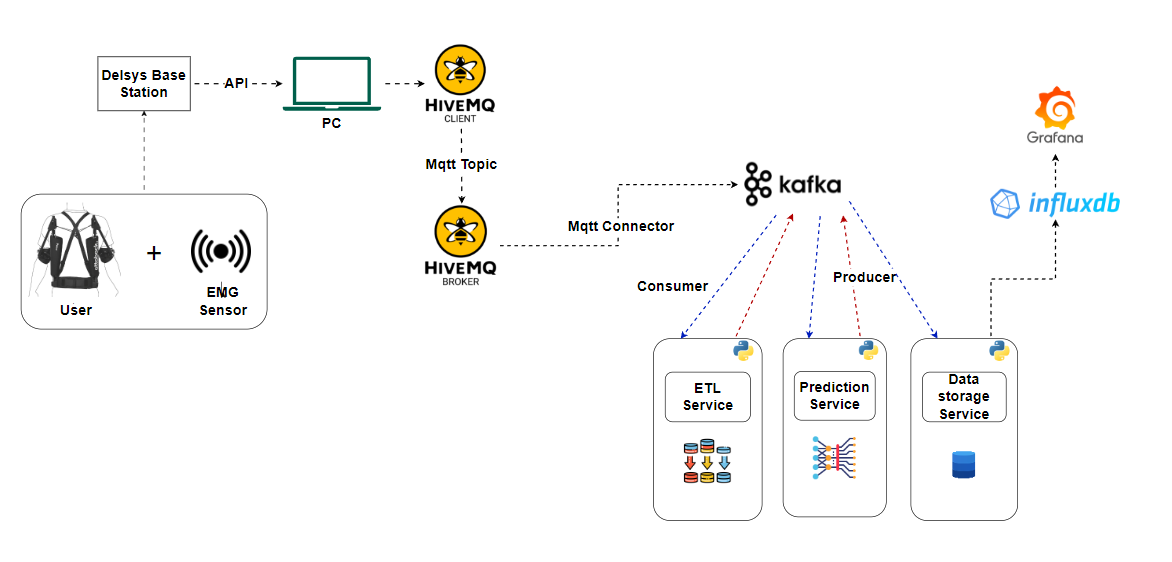 Delsys Base
Station
API
PC
HIVEMQ
CLIENT
Mqtt Topic
HIVEMQ
BROKER
Mqtt Connector
User
+
EMG
Sensor
kafka
Grafana
influxdb
Consumer
Producer
ETL
Service
Prediction
Service
Data
storage
Service